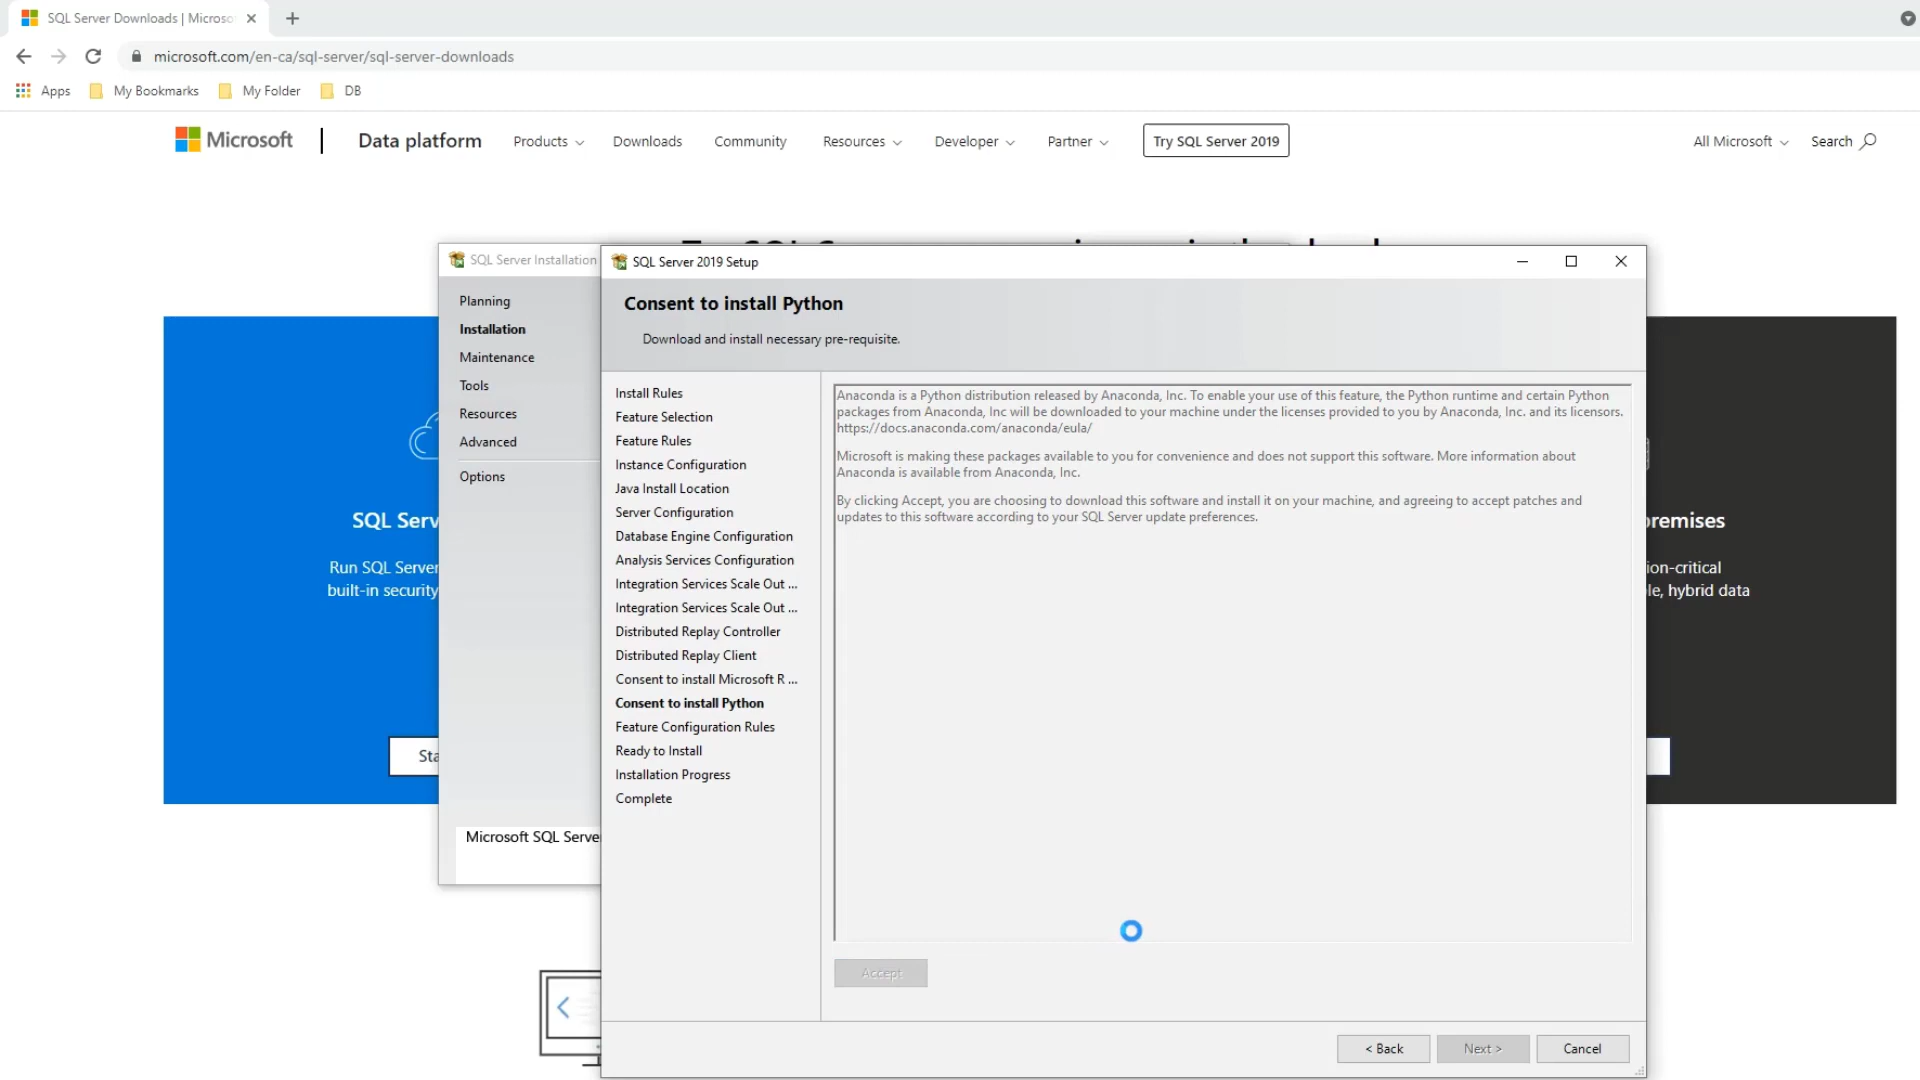 SQL Server Downloads | Microso
microsoft.com/en-ca/sql-server/sql-server-downloads
Apps
My Bookmarks
My Folder
DB
Microsoft
Data platform
Products
Downloads
Community
Resources
Developer
Partner
Try SQL Server 2019
All Microsoft
Search
SQL Serv
Run SQL Server
built-in security
Sta
SQL Server Installation
Planning
Installation
Maintenance
Tools
Resources
Advanced
Options
Microsoft SQL Serve
SQL Server 2019 Setup
Consent to install Python
Download and install necessary pre-requisite.
Install Rules
Feature Selection
Feature Rules
Instance Configuration
Java Install Location
Server Configuration
Database Engine Configuration
Analysis Services Configuration
Integration Services Scale Out ...
Integration Services Scale Out ...
Distributed Replay Controller
Distributed Replay Client
Consent to install Microsoft R ...
Consent to install Python
Feature Configuration Rules
Ready to Install
Installation Progress
Complete
Anaconda is a Python distribution released by Anaconda, Inc. To enable your use of this feature, the Python runtime and certain Python
packages from Anaconda, Inc will be downloaded to your machine under the licenses provided to you by Anaconda, Inc. and its licensors.
https://docs.anaconda.com/anaconda/eula/
Microsoft is making these packages available to you for convenience and does not support this software. More information about
Anaconda is available from Anaconda, Inc.
By clicking Accept, you are choosing to download this software and install it on your machine, and agreeing to accept patches and
updates to this software according to your SQL Server update preferences.
Accept
< Back
Next >
Cancel
premises
ion-critical
le, hybrid data